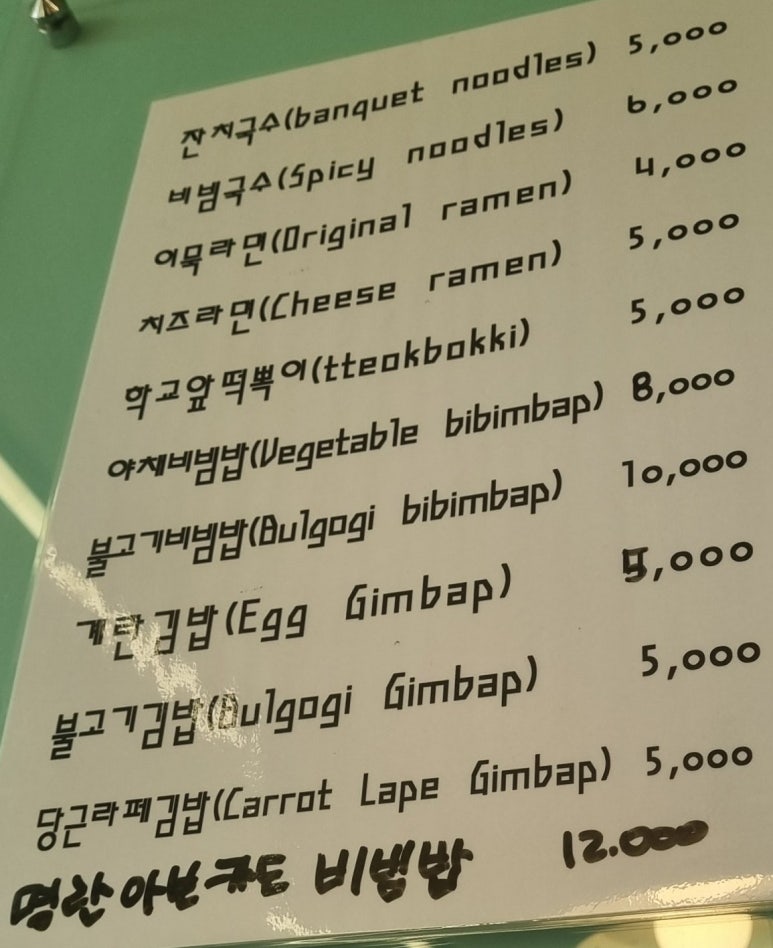 잔치국수(banquet noodles) 5,000
비빔국수(Spicy noodles) 6,000
어묵라면(Original ramen) 4,000
치즈라면(Cheese ramen) 5,000
학교앞떡뽁이(tteokbokki) 5,000
야채비빔밥(Vegetable bibimbap) 8,000
불고기비빔밥(Bulgogi bibimbap) 10,000
계란김밥(Egg Gimbap) 5,000
불고기김밥(Bulgogi Gimbap) 5,000
당근라페김밥(Carrot Lape Gimbap) 5,000
명란아보카도 비빔밥 12.000